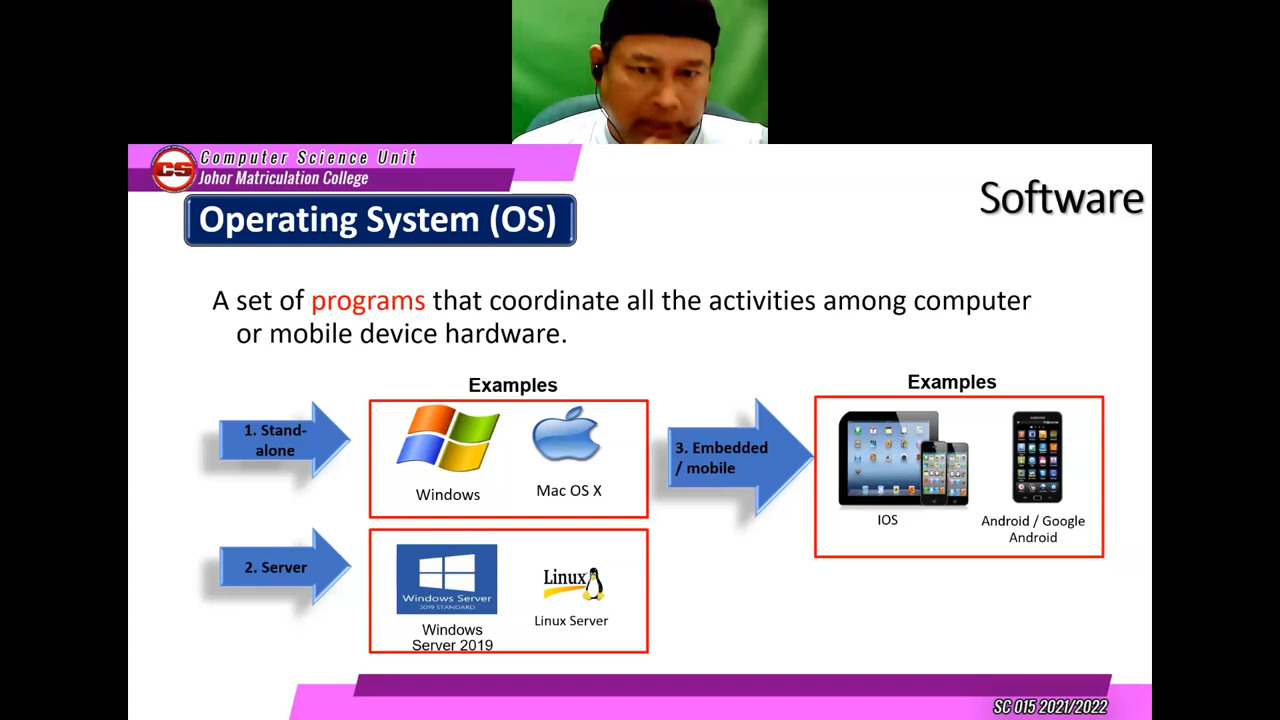 CS
Computer Science Unit
Johor Matriculation College
Software
Operating System (OS)
A set of programs that coordinate all the activities among computer
or mobile device hardware.
Examples
1. Stand-
alone
Windows
Mac OS X
2. Server
Windows Server
2019 STANDARD
Windows
Server 2019
Linux
Linux Server
Examples
3. Embedded
/ mobile
IOS
Android / Google
Android
SC 015 2021/2022